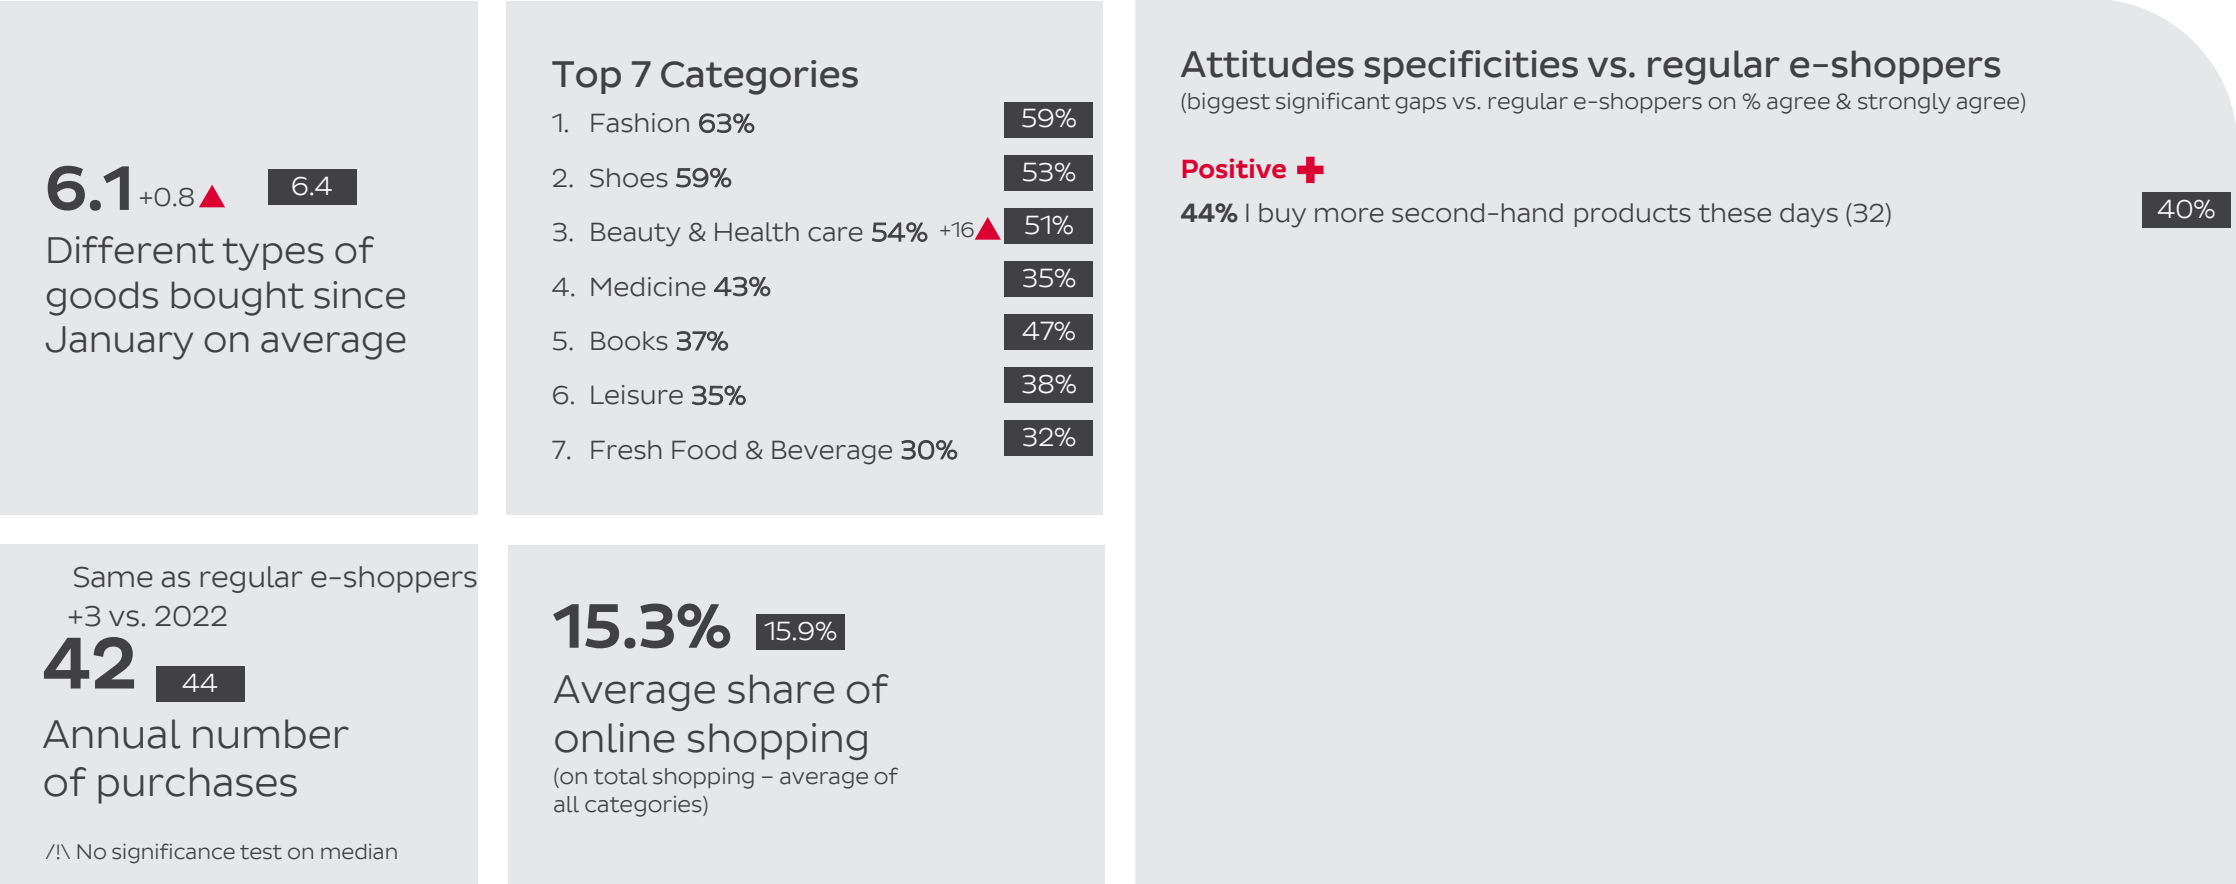 6.1 +0.8 6.4
Different types of
goods bought since
January on average
Top 7 Categories
1. Fashion 63% 59%
2. Shoes 59% 53%
3. Beauty & Health care 54% +16 51%
4. Medicine 43% 35%
5. Books 37% 47%
6. Leisure 35% 38%
7. Fresh Food & Beverage 30% 32%
Attitudes specificities vs. regular e-shoppers
(biggest significant gaps vs. regular e-shoppers on % agree & strongly agree)
Positive
44% I buy more second-hand products these days (32) 40%
Same as regular e-shoppers
+3 vs. 2022
42 44
Annual number
of purchases
/!\ No significance test on median
15.3% 15.9%
Average share of
online shopping
(on total shopping – average of
all categories)